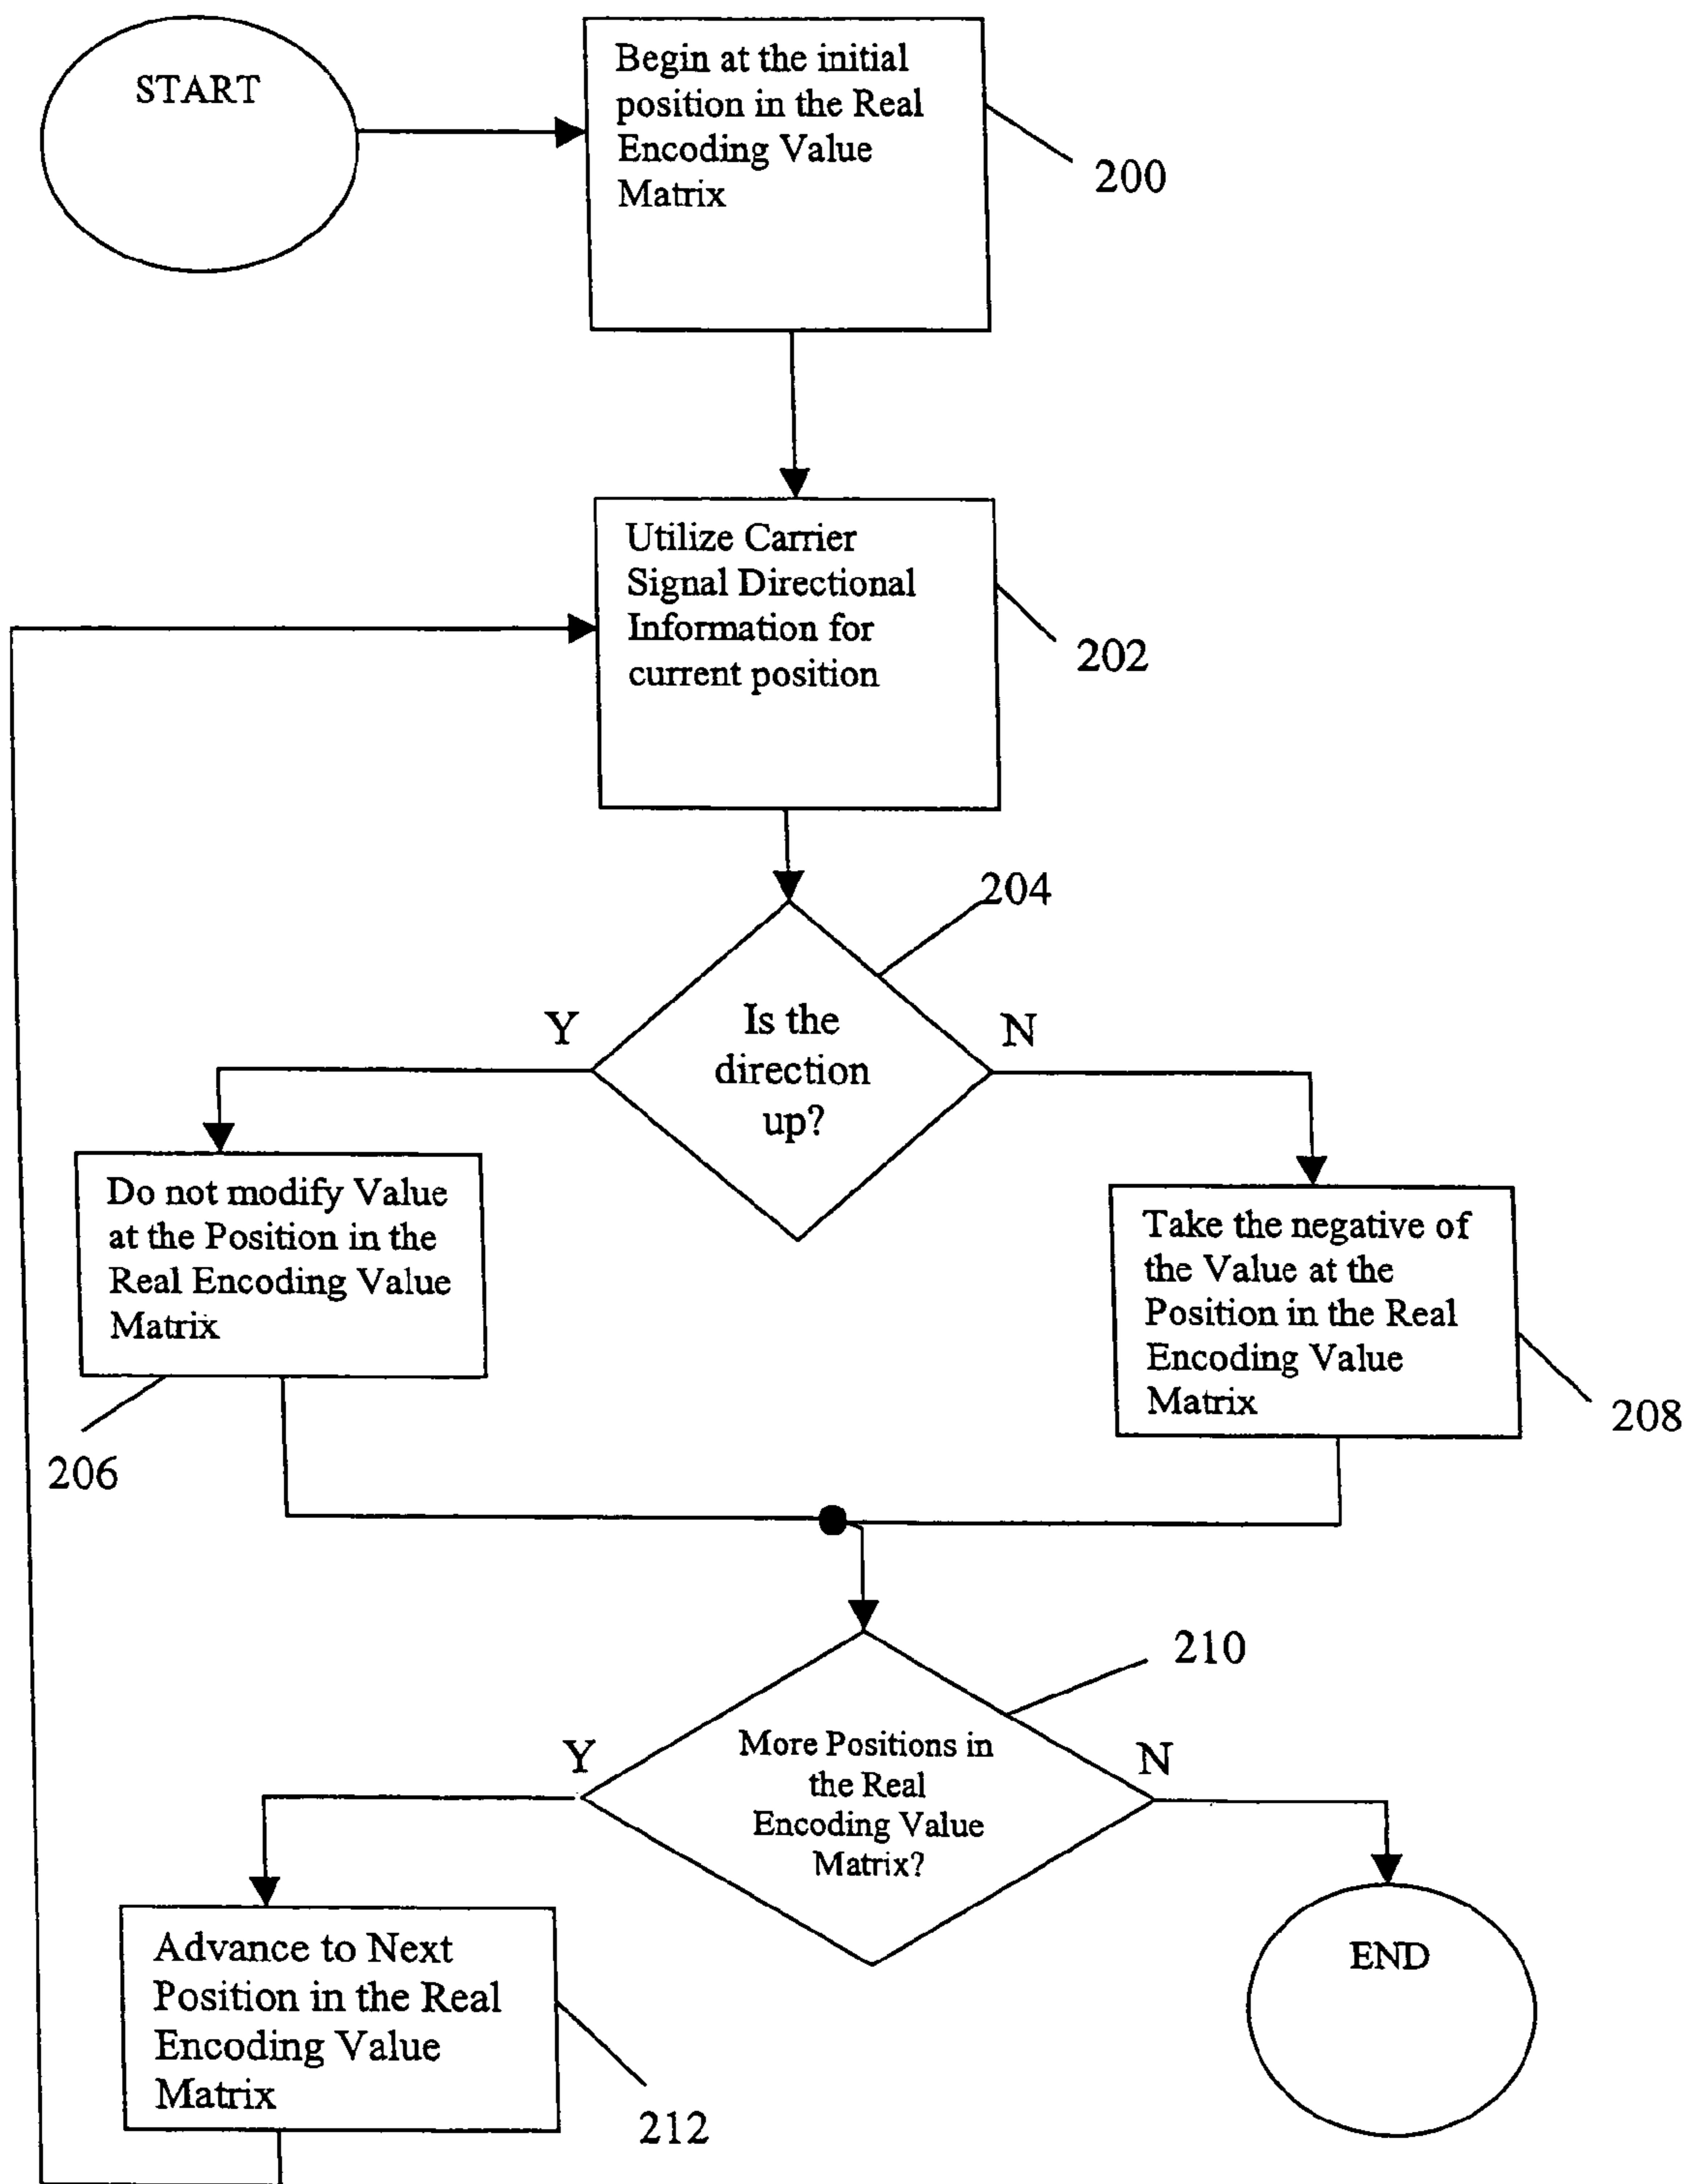 START
Begin at the initial
position in the Real
Encoding Value
Matrix
200
Utilize Carrier
Signal Directional
Information for
current position
202
204
Is the
direction
up?
Y
N
Do not modify Value
at the Position in the
Real Encoding Value
Matrix
206
Take the negative of
the Value at the
Position in the Real
Encoding Value
Matrix
208
210
More Positions in
the Real
Encoding Value
Matrix?
Y
N
Advance to Next
Position in the Real
Encoding Value
Matrix
212
END